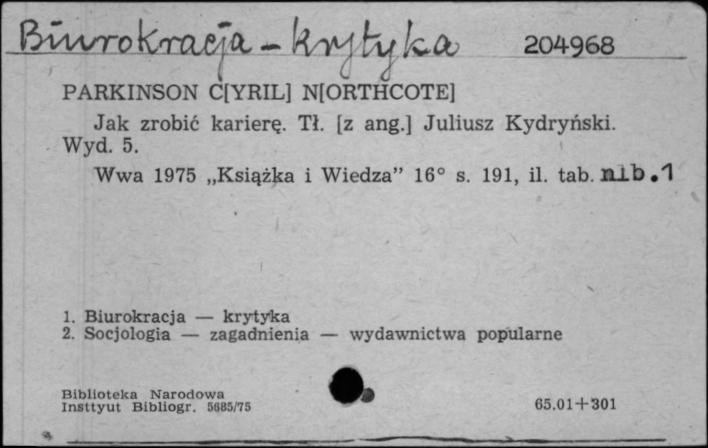 Biurokracja - krytyka 204968
PARKINSON C[YRIL] N[ORTHCOTE]
Jak zrobić karierę. Tł. [z ang.] Juliusz Kydryński.
Wyd. 5.
Wwa 1975 „Książka i Wiedza” 16° s. 191, il. tab. nlb.1
1. Biurokracja — krytyka
2. Socjologia — zagadnienia — wydawnictwa popularne
Biblioteka Narodowa
Insttyut Bibliogr. 5685/75 65.01+301